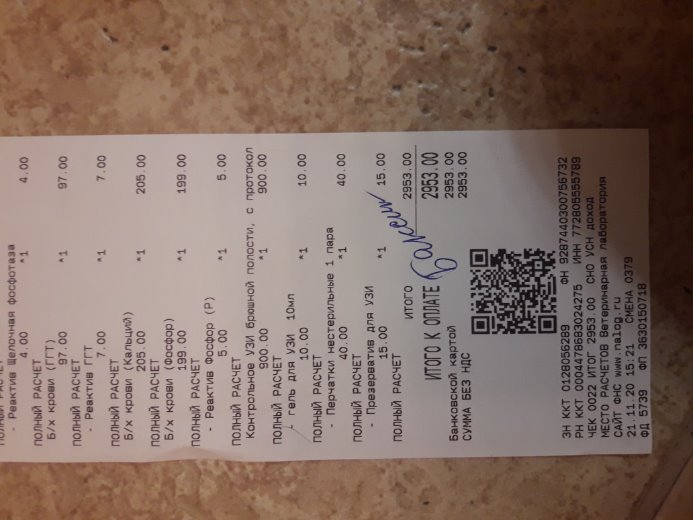 ПОЛНЫЙ РАСЧЕТ
- Реактив Щелочная фосфотаза
4.00 *1 4.00
ПОЛНЫЙ РАСЧЕТ
Б/х крови (ГГТ)
97.00 *1 97.00
ПОЛНЫЙ РАСЧЕТ
- Реактив ГГТ
7.00 *1 7.00
ПОЛНЫЙ РАСЧЕТ
Б/х крови (Кальций)
205.00 *1 205.00
ПОЛНЫЙ РАСЧЕТ
Б/х крови (Фосфор)
199.00 *1 199.00
ПОЛНЫЙ РАСЧЕТ
- Реактив Фосфор (Р)
5.00 *1 5.00
ПОЛНЫЙ РАСЧЕТ
Контрольное УЗИ брюшной полости, с протокол
900.00 *1 900.00
ПОЛНЫЙ РАСЧЕТ
- гель для УЗИ 10мл
10.00 *1 10.00
ПОЛНЫЙ РАСЧЕТ
- Перчатки нестерильные 1 пара
40.00 *1 40.00
ПОЛНЫЙ РАСЧЕТ
- Презерватив для УЗИ
15.00 *1 15.00
ПОЛНЫЙ РАСЧЕТ
ИТОГО 2953.00
ИТОГО К ОПЛАТЕ 2953.00
Банковской картой 2953.00
СУММА БЕЗ НДС 2953.00
ЗН ККТ 0128056289 ФН 9287440300756732
РН ККТ 0004478683024275 ИНН 772805555789
ЧЕК 0022 ИТОГ 2953.00 СНО УСН доход
МЕСТО РАСЧЕТОВ Ветеринарная лаборатория
САЙТ ФНС www.nalog.ru
21.11.20 15:21 СМЕНА 0379
ФД 5739 ФП 3630150718